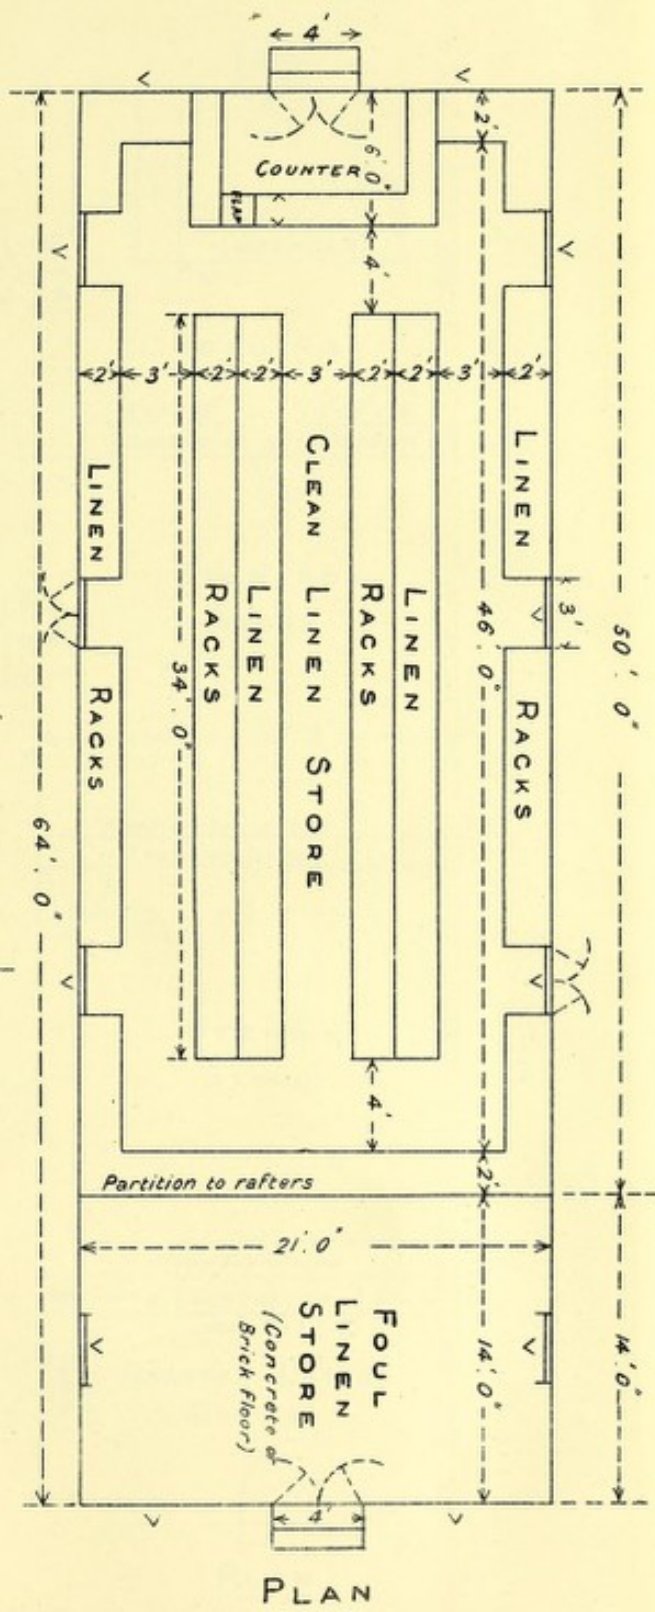 4'
COUNTER
6'.0"
FLAP
2'
4'
2' 3' 2' 2' 3' 2' 2' 3' 2'
LINEN
RACKS
LINEN
RACKS
CLEAN LINEN STORE
LINEN
RACKS
LINEN
RACKS
34'.0"
46'.0"
3'
50'.0"
64'.0"
4'
2'
Partition to rafters
21'.0"
14'.0"
14'.0"
FOUL
LINEN
STORE
(Concrete or
Brick floor)
4'
PLAN